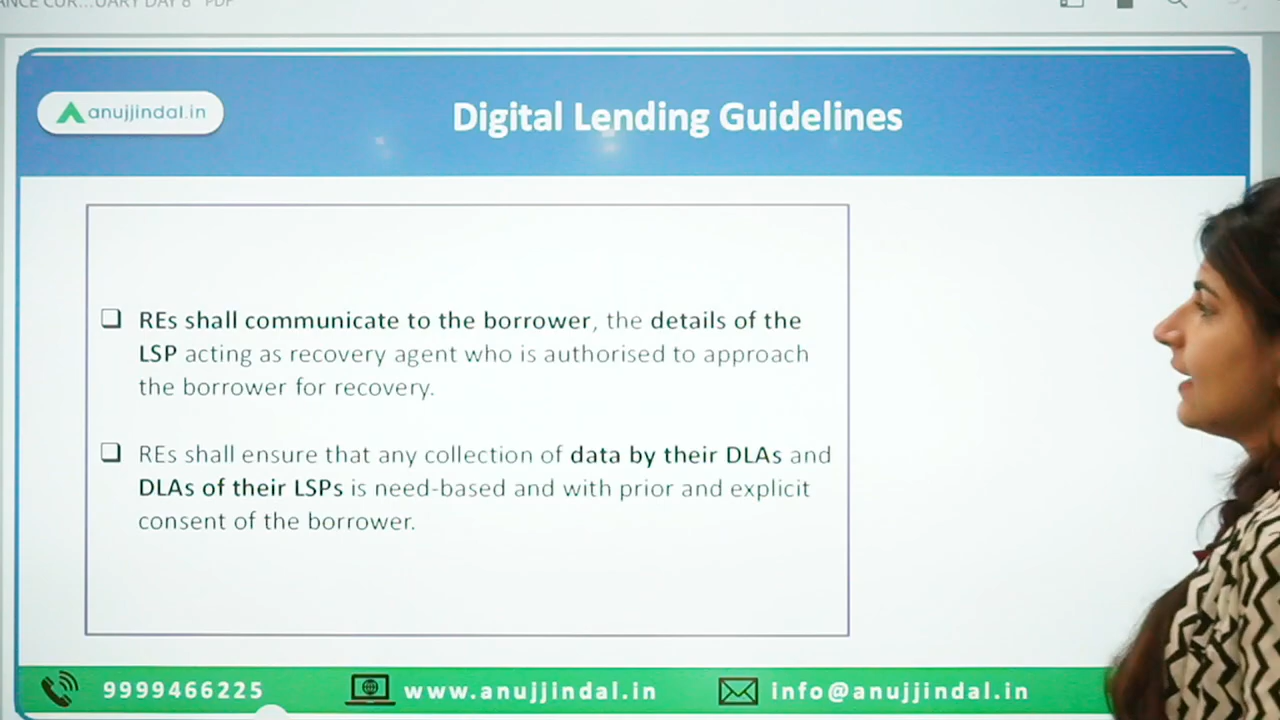 PDF
anujjindal.in
Digital Lending Guidelines
REs shall communicate to the borrower, the details of the
LSP acting as recovery agent who is authorised to approach
the borrower for recovery.
REs shall ensure that any collection of data by their DLAs and
DLAs of their LSPs is need-based and with prior and explicit
consent of the borrower.
9999466225
www.anujjindal.in
info@anujjindal.in